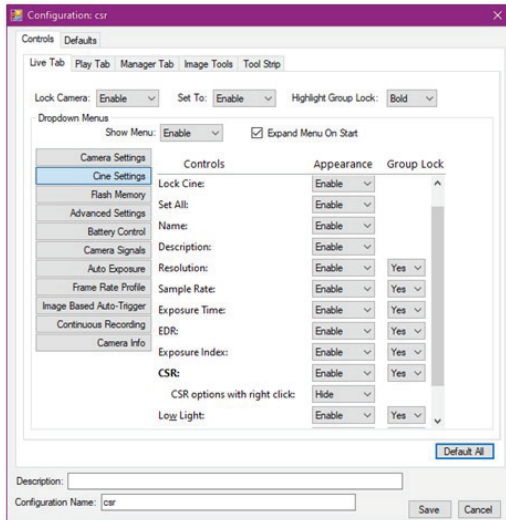 Configuration: csr
Controls Defaults
Live Tab Play Tab Manager Tab Image Tools Tool Strip
Lock Camera: Enable Set To: Enable Highlight Group Lock: Bold
Dropdown Menus
Show Menu: Enable Expand Menu On Start
Camera Settings
Cine Settings
Flash Memory
Advanced Settings
Battery Control
Camera Signals
Auto Exposure
Frame Rate Profile
Image Based Auto-Trigger
Continuous Recording
Camera Info
Controls Appearance Group Lock
Lock Cine: Enable
Set All: Enable
Name: Enable
Description: Enable
Resolution: Enable Yes
Sample Rate: Enable Yes
Exposure Time: Enable Yes
EDR: Enable Yes
Exposure Index: Enable Yes
CSR: Enable Yes
CSR options with right click: Hide
Low Light: Enable Yes
Default All
Description:
Configuration Name: csr
Save Cancel